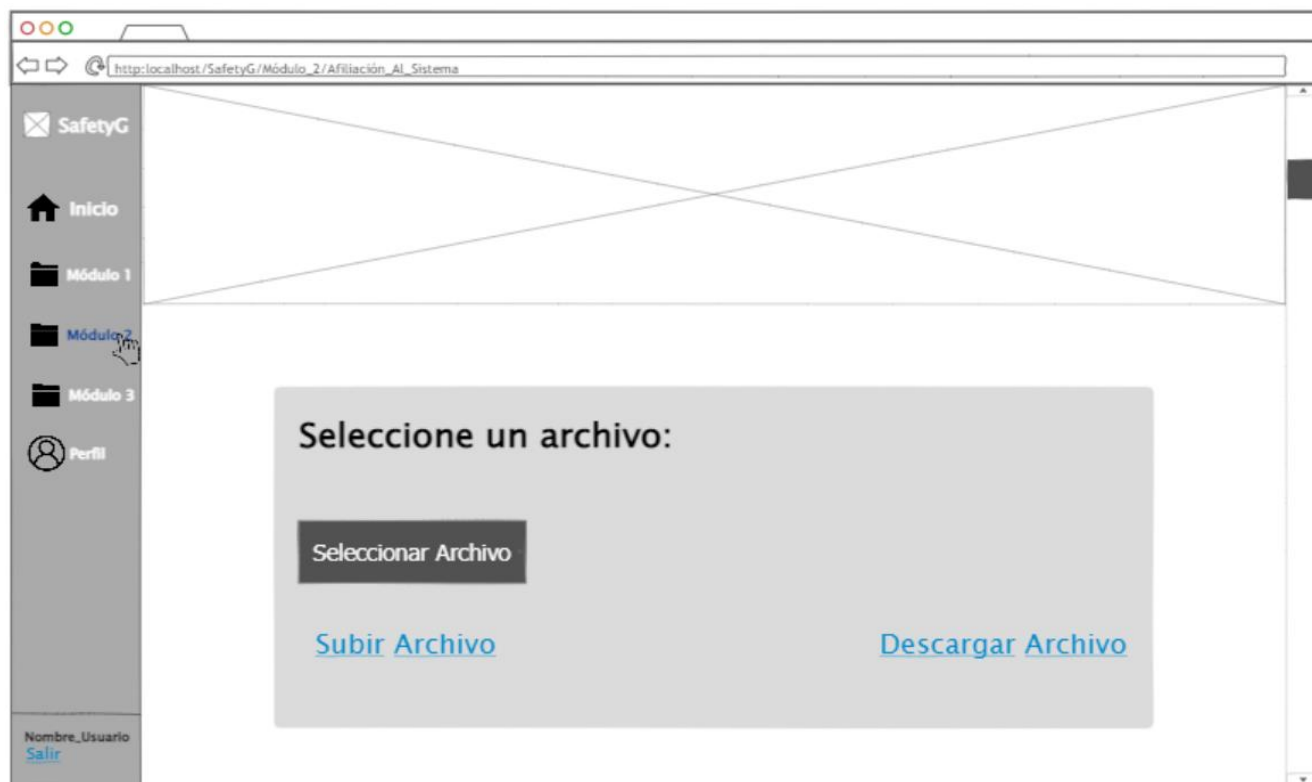 http:localhost/SafetyG/Módulo_2/Afiliación_Al_Sistema
SafetyG
Inicio
Módulo 1
Módulo 2
Módulo 3
Perfil
Seleccione un archivo:
Seleccionar Archivo
Subir Archivo
Descargar Archivo
Nombre_Usuario
Salir